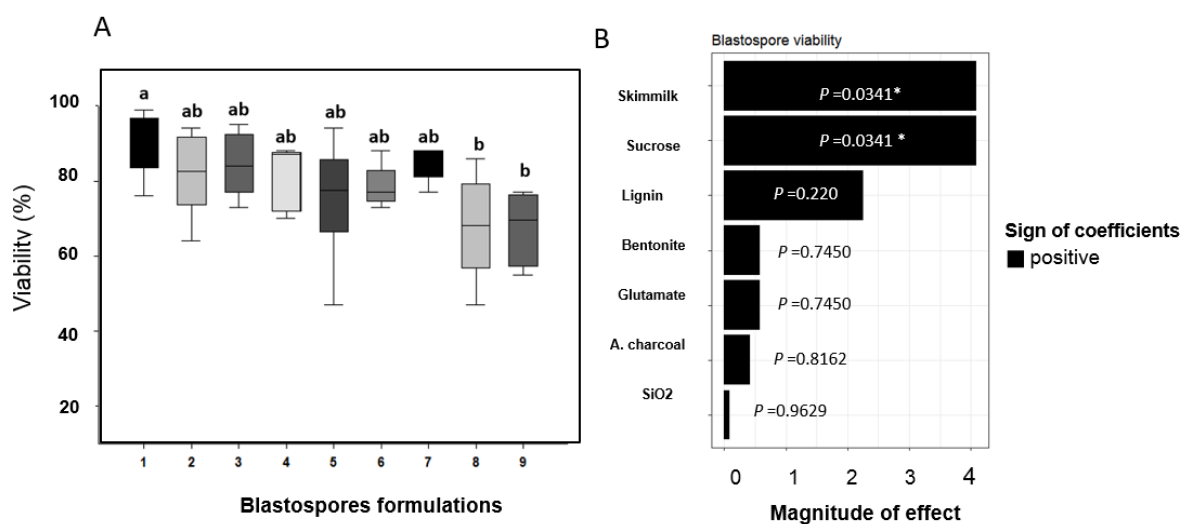 A
Viability (%)
100
80
60
40
20
a
ab
ab
ab
ab
ab
ab
b
b
1 2 3 4 5 6 7 8 9
Blastospores formulations
B
Blastospore viability
Skimmilk
P =0.0341*
Sucrose
P =0.0341 *
Lignin
P =0.220
Bentonite
P =0.7450
Glutamate
P =0.7450
A. charcoal
P =0.8162
SiO2
P =0.9629
0 1 2 3 4
Magnitude of effect
Sign of coefficients
positive